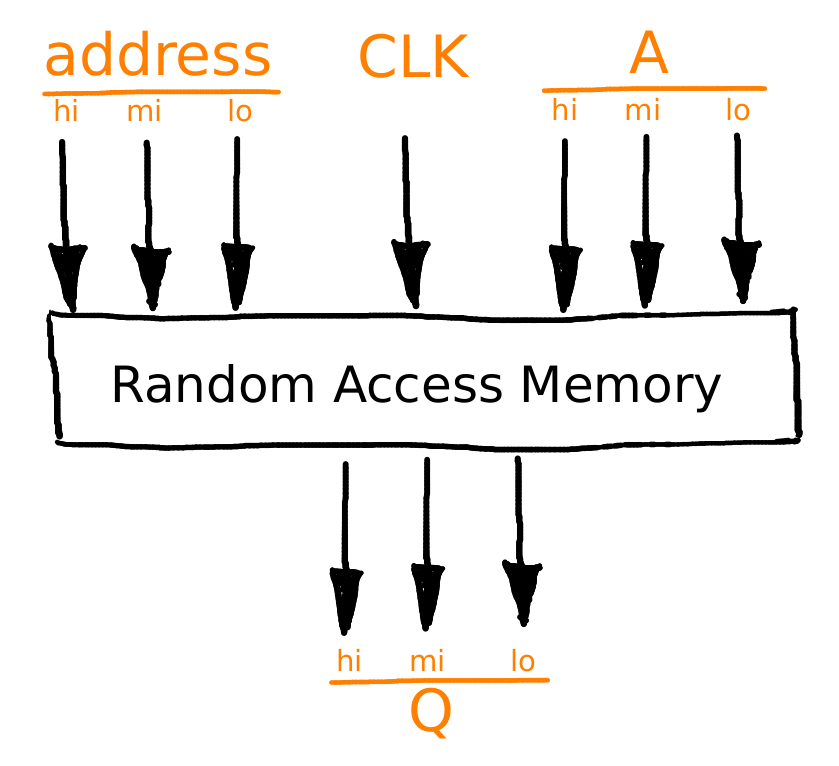 address CLK A
hi mi lo hi mi lo
Random Access Memory
hi mi lo
Q